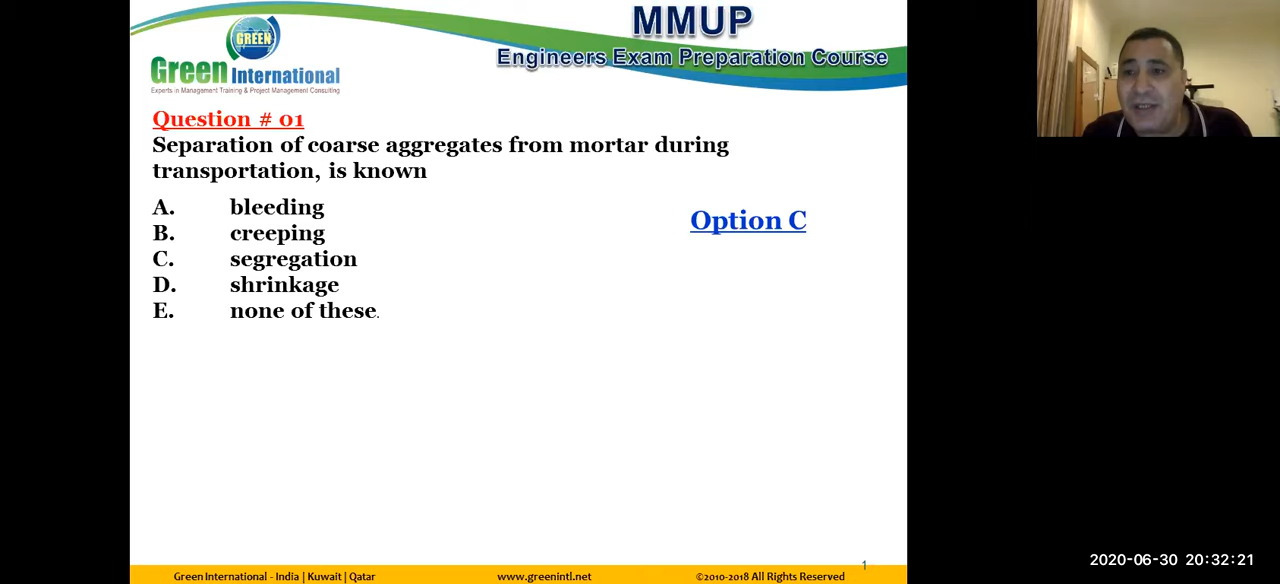 MMUP
Engineers Exam Preparation Course
GREEN
Green International
Experts in Management Training & Project Management Consulting
Question # 01
Separation of coarse aggregates from mortar during
transportation, is known
A. bleeding
B. creeping
C. segregation
D. shrinkage
E. none of these.
Option C
1
Green International - India | Kuwait | Qatar www.greenintl.net ©2010-2018 All Rights Reserved
2020-06-30 20:32:21